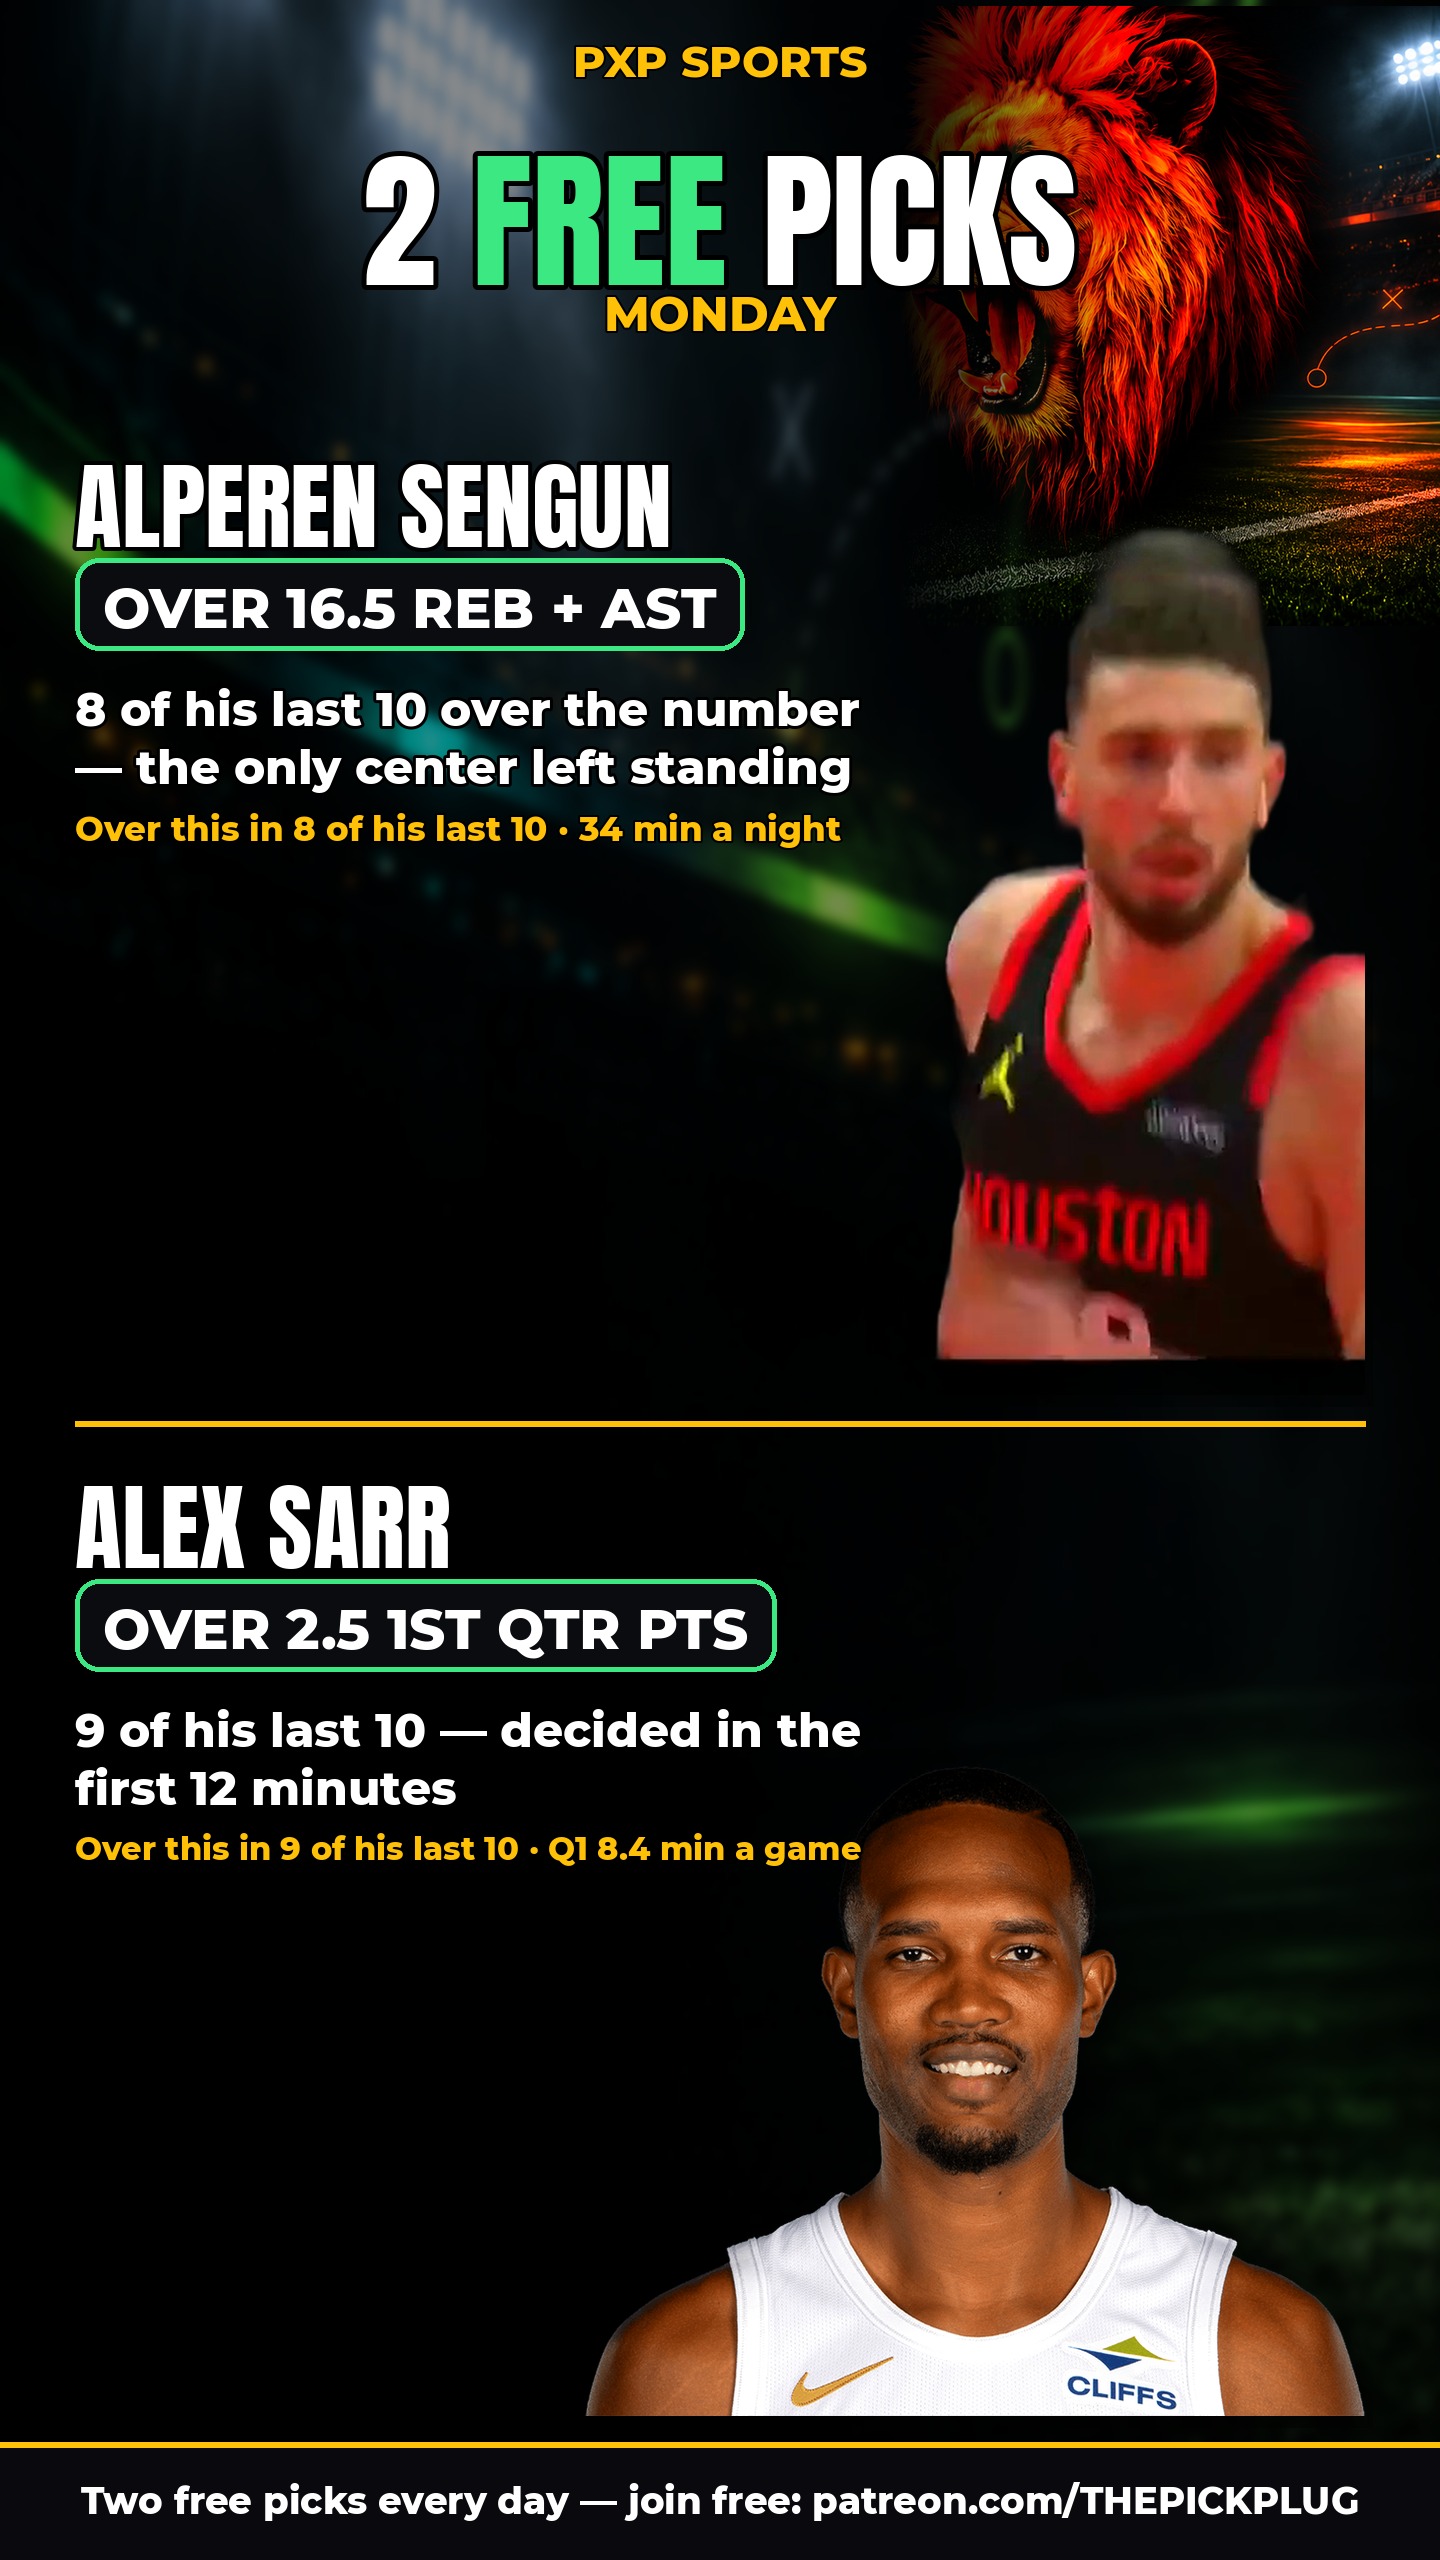 PXP SPORTS
2 FREE PICKS
MONDAY
ALPEREN SENGUN
OVER 16.5 REB + AST
8 of his last 10 over the number
— the only center left standing
Over this in 8 of his last 10 · 34 min a night
HOUSTON
ALEX SARR
OVER 2.5 1ST QTR PTS
9 of his last 10 — decided in the
first 12 minutes
Over this in 9 of his last 10 · Q1 8.4 min a game
CLIFFS
Two free picks every day — join free: patreon.com/THEPICKPLUG